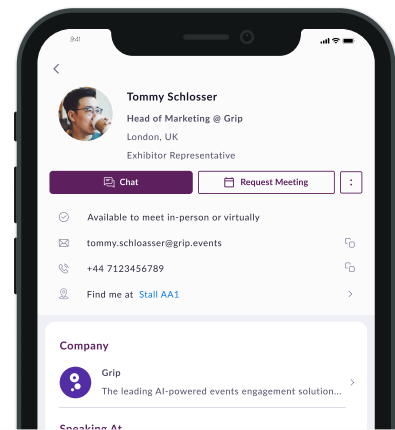 9:41
Tommy Schlosser
Head of Marketing @ Grip
London, UK
Exhibitor Representative
Chat
Request Meeting
Available to meet in-person or virtually
tommy.schloasser@grip.events
+44 7123456789
Find me at Stall AA1
Company
Grip
The leading AI-powered events engagement solution...
Speaking At